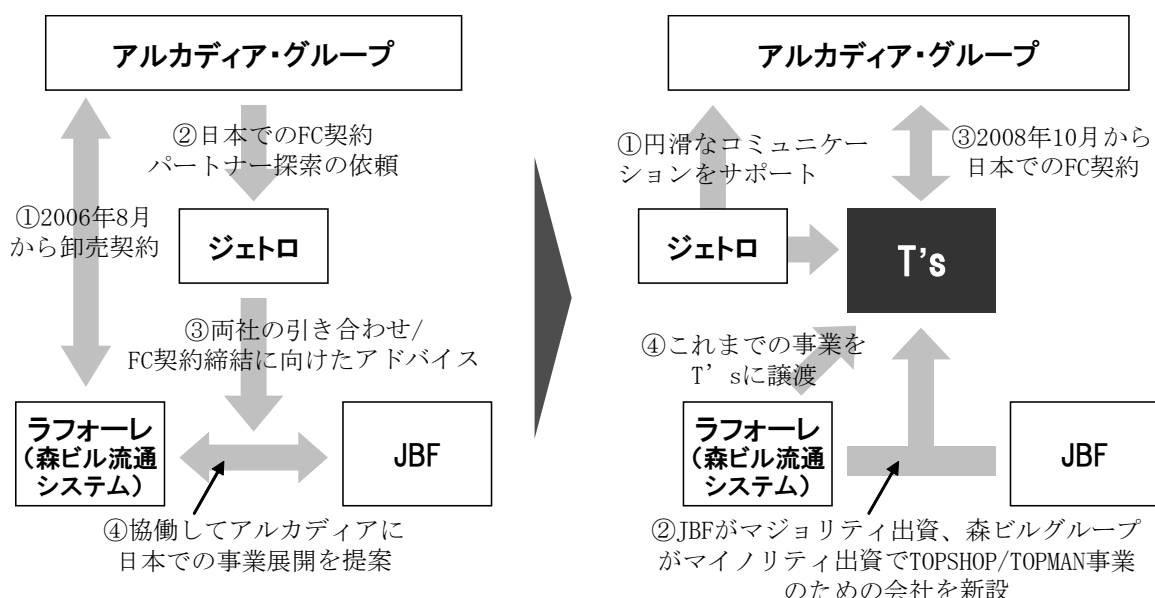 アルカディア・グループ
②日本でのFC契約
パートナー探索の依頼
①2006年8月
から卸売契約
ジェトロ
③両社の引き合わせ/
FC契約締結に向けたアドバイス
ラフォーレ
(森ビル流通
システム)
JBF
④協働してアルカディアに
日本での事業展開を提案
アルカディア・グループ
①円滑なコミュニケー
ションをサポート
③2008年10月から
日本でのFC契約
ジェトロ
T's
④これまでの事業を
T'sに譲渡
ラフォーレ
(森ビル流通
システム)
JBF
②JBFがマジョリティ出資、森ビルグループ
がマイノリティ出資でTOPSHOP/TOPMAN事業
のための会社を新設